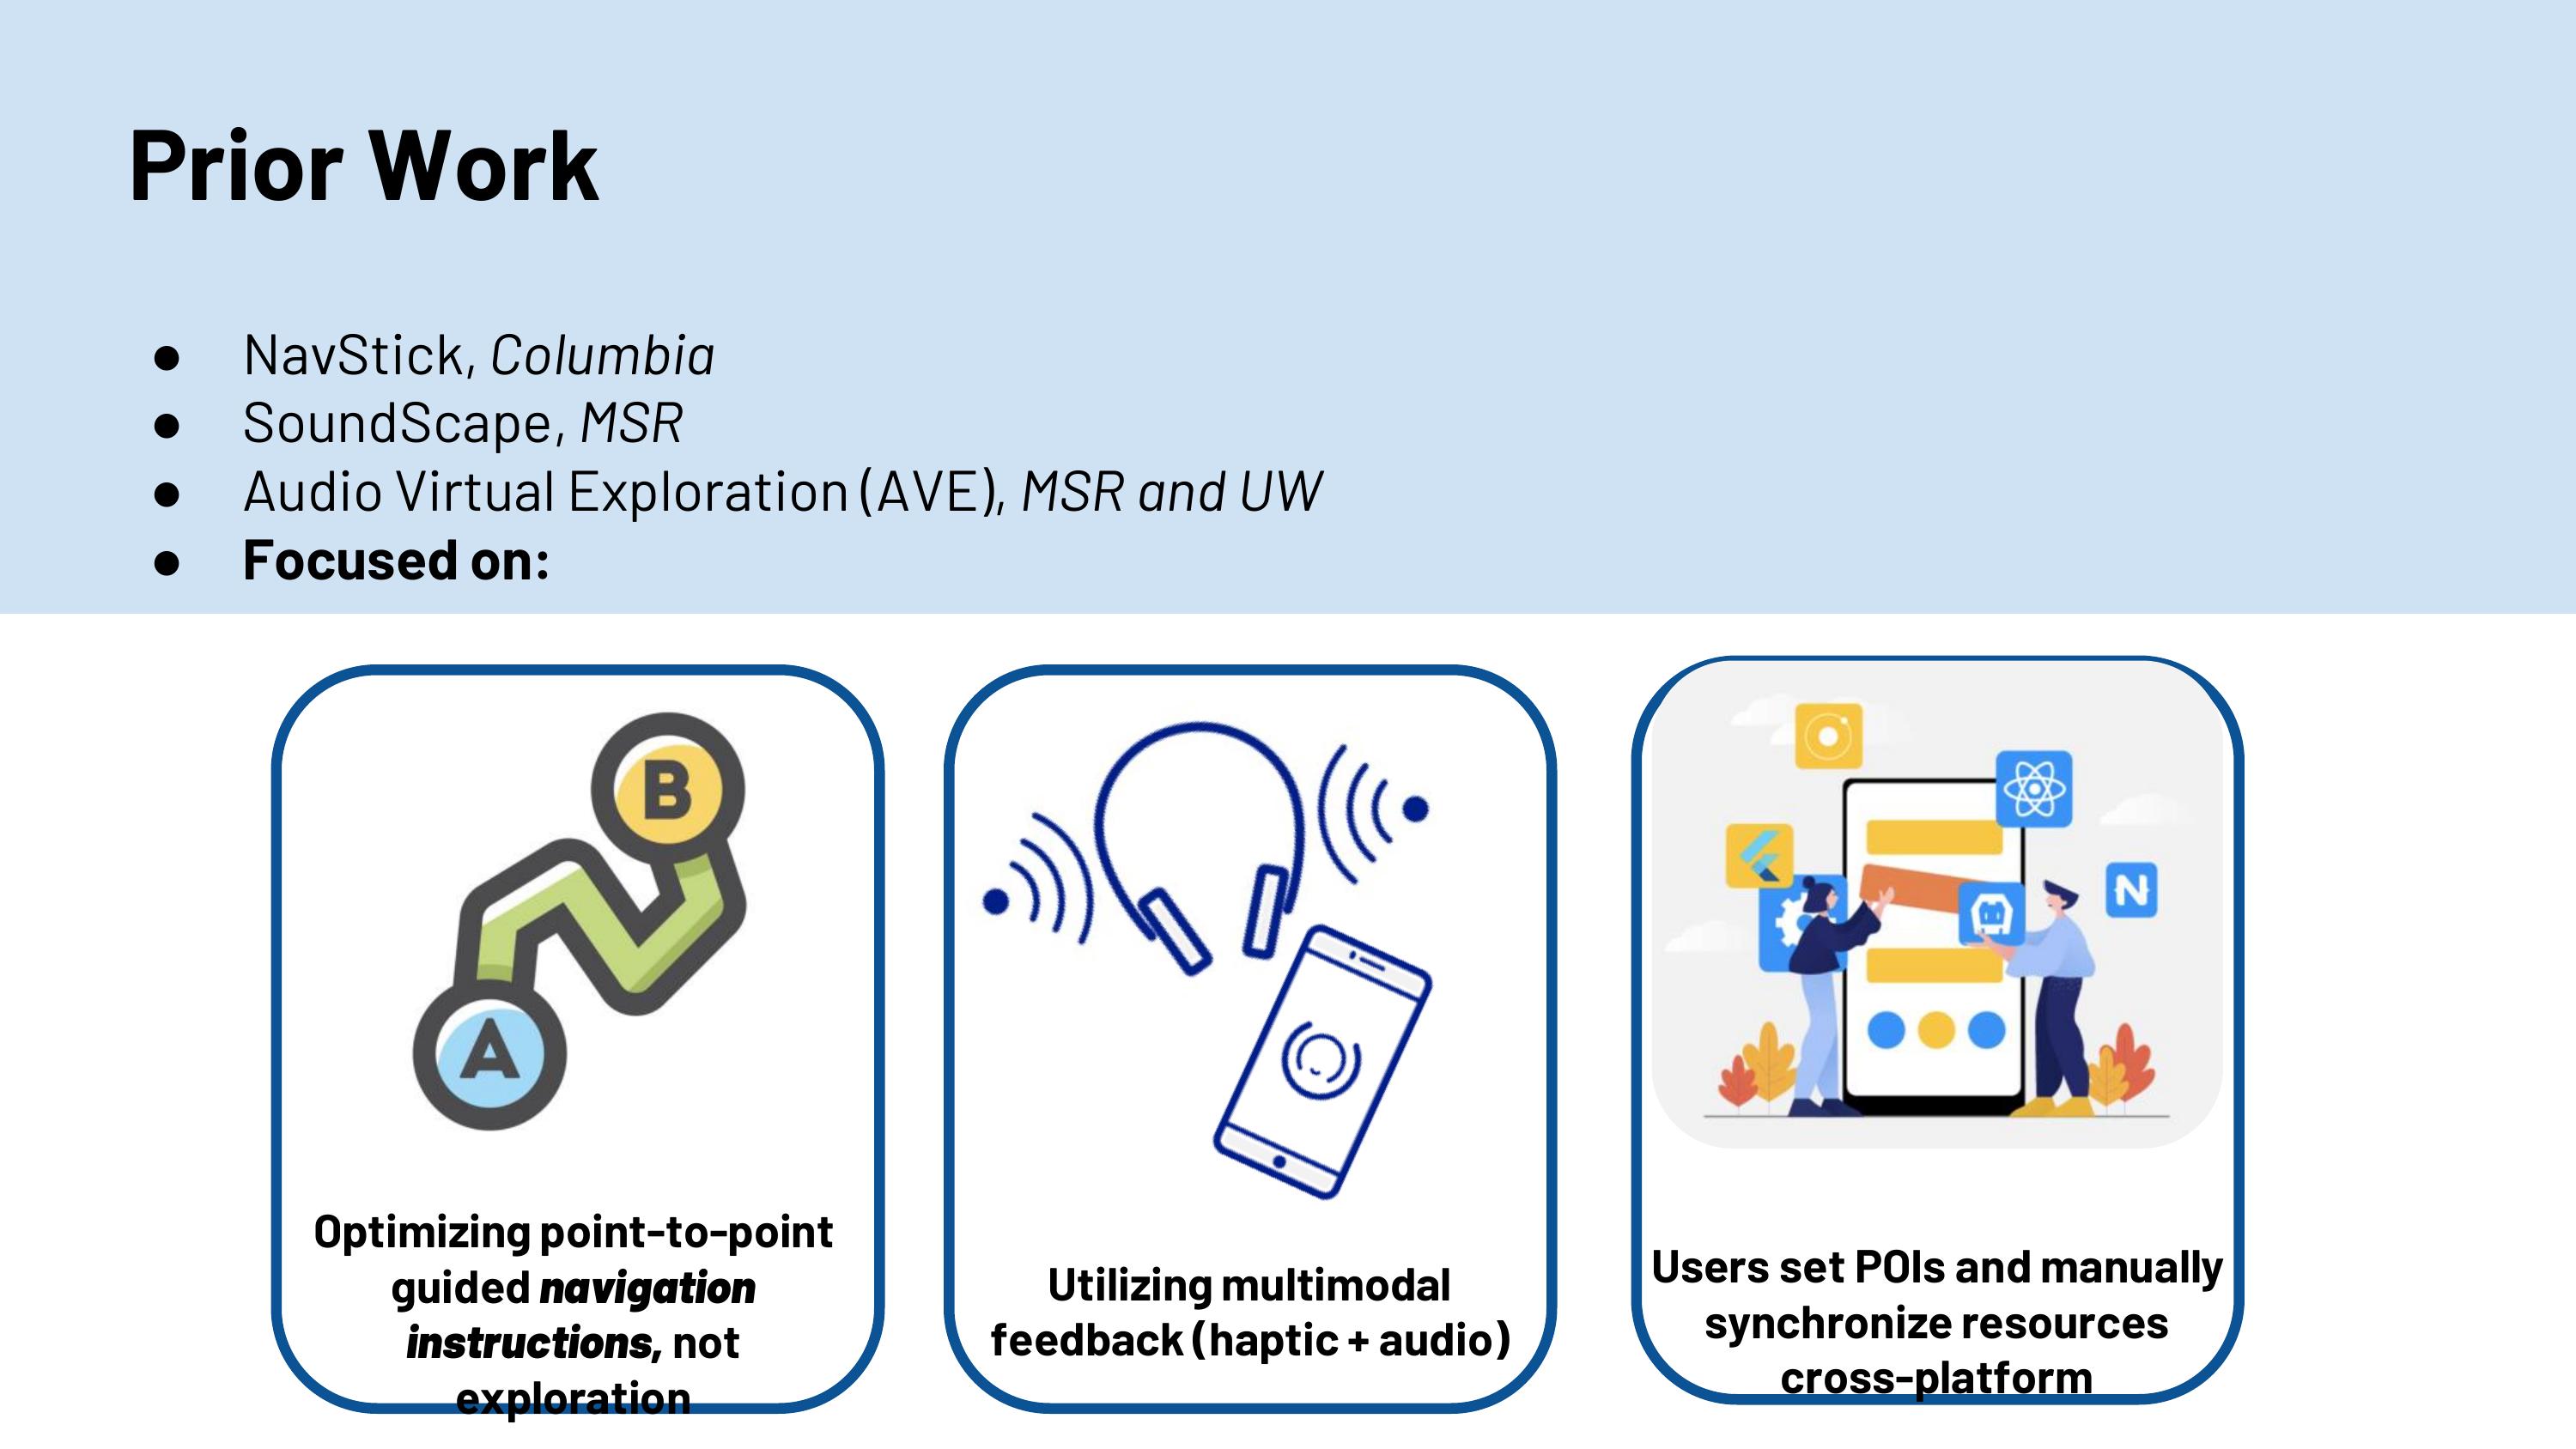 Prior Work
● NavStick, Columbia
● SoundScape, MSR
● Audio Virtual Exploration (AVE), MSR and UW
● Focused on:
B
A
Optimizing point-to-point
guided navigation
instructions, not
exploration
Utilizing multimodal
feedback (haptic + audio)
N
Users set POIs and manually
synchronize resources
cross-platform